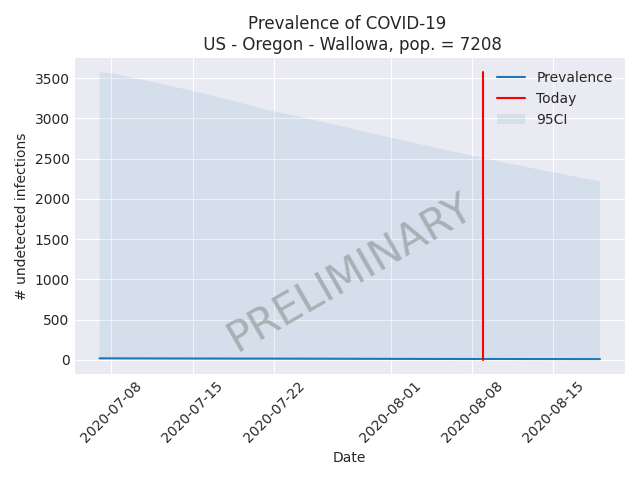 Prevalence of COVID-19
US - Oregon - Wallowa, pop. = 7208
Prevalence
Today
95CI
3500
3000
2500
2000
1500
1000
500
0
# undetected infections
PRELIMINARY
2020-07-08
2020-07-15
2020-07-22
2020-08-01
2020-08-08
2020-08-15
Date